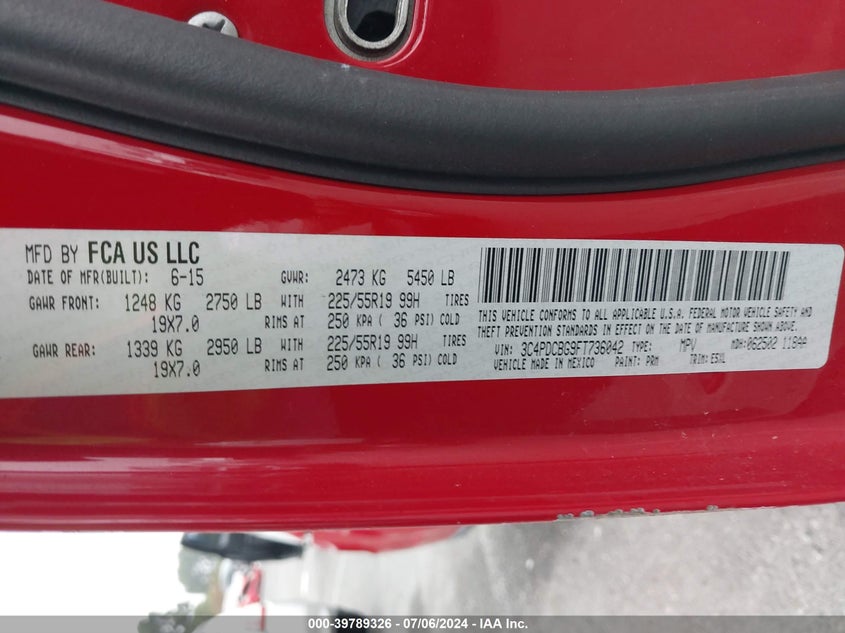 MFD BY FCA US LLC
DATE OF MFR(BUILT): 6-15 GVWR: 2473 KG 5450 LB
GAWR FRONT: 1248 KG 2750 LB WITH 225/55R19 99H TIRES
19X7.0 RIMS AT 250 KPA ( 36 PSI) COLD
GAWR REAR: 1339 KG 2950 LB WITH 225/55R19 99H TIRES
19X7.0 RIMS AT 250 KPA ( 36 PSI) COLD
THIS VEHICLE CONFORMS TO ALL APPLICABLE U.S.A. FEDERAL MOTOR VEHICLE SAFETY AND
THEFT PREVENTION STANDARDS IN EFFECT ON THE DATE OF MANUFACTURE SHOWN ABOVE.
VIN: 3C4PDCBG9FT736042 TYPE: MPV MDH: 062502 118AA
VEHICLE MADE IN MEXICO PAINT: PRM TRIM: E5XL
000-39789326 - 07/06/2024 - IAA Inc.